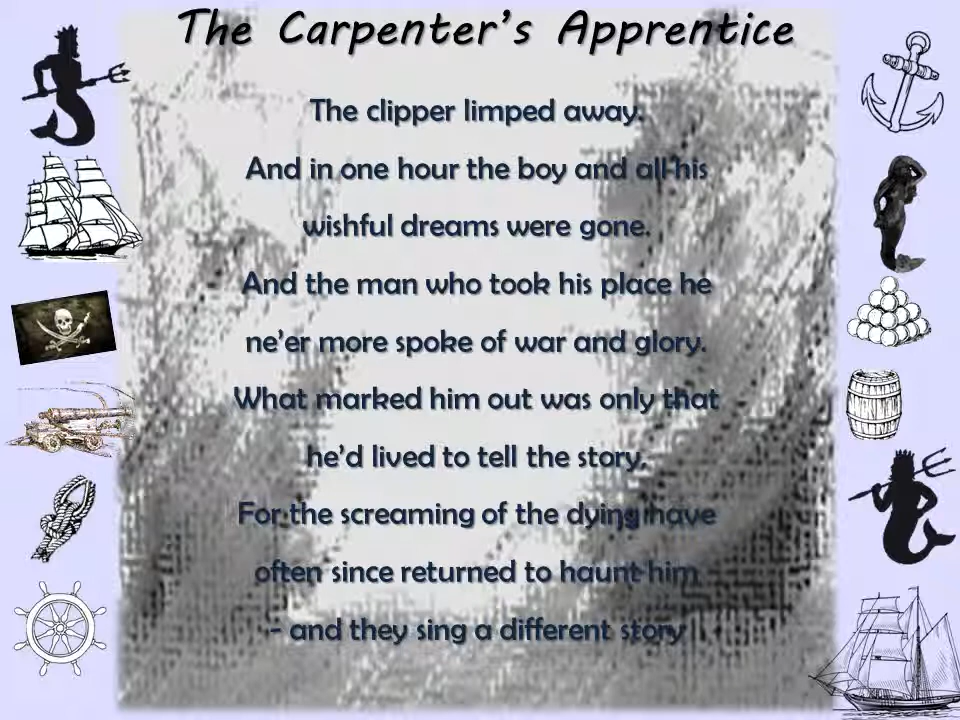 The Carpenter’s Apprentice
The clipper limped away.
And in one hour the boy and all his
wishful dreams were gone.
And the man who took his place he
ne’er more spoke of war and glory.
What marked him out was only that
he’d lived to tell the story,
For the screaming of the dying have
often since returned to haunt him
- and they sing a different story